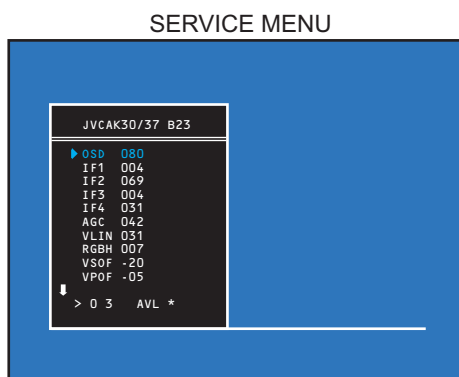 SERVICE MENU
JVCAK30/37 B23
OSD 080
IF1 004
IF2 069
IF3 004
IF4 031
AGC 042
VLIN 031
RGBH 007
VSOF -20
VPOF -05
> 0 3 AVL *